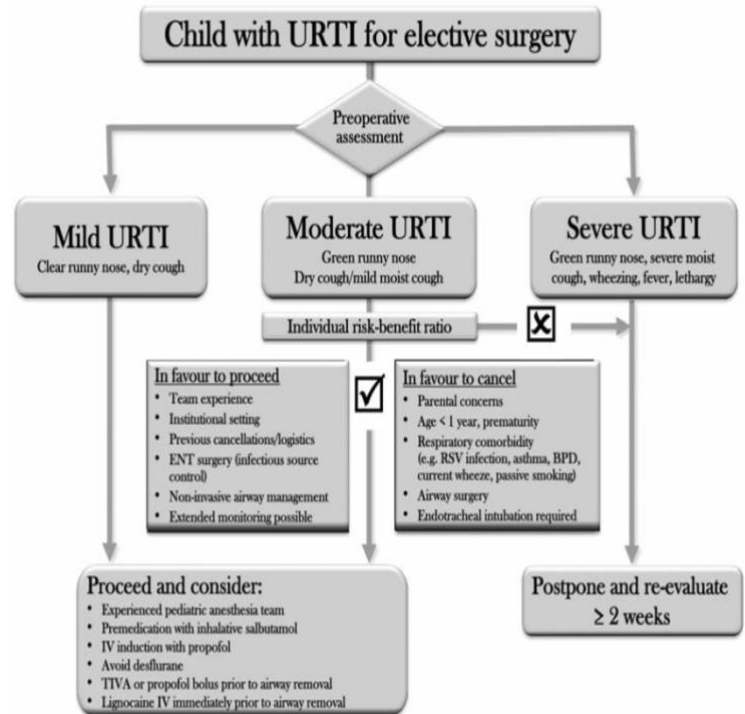 Child with URTI for elective surgery
Preoperative
assessment
Mild URTI
Clear runny nose, dry cough
Moderate URTI
Green runny nose
Dry cough/mild moist cough
Severe URTI
Green runny nose, severe moist
cough, wheezing, fever, lethargy
Individual risk-benefit ratio
In favour to proceed
• Team experience
• Institutional setting
• Previous cancellations/logistics
• ENT surgery (infectious source
control)
• Non-invasive airway management
• Extended monitoring possible
In favour to cancel
• Parental concerns
• Age < 1 year, prematurity
• Respiratory comorbidity
(e.g. RSV infection, asthma, BPD,
current wheeze, passive smoking)
• Airway surgery
• Endotracheal intubation required
Proceed and consider:
• Experienced pediatric anesthesia team
• Premedication with inhalative salbutamol
• IV induction with propofol
• Avoid desflurane
• TIVA or propofol bolus prior to airway removal
• Lignocaine IV immediately prior to airway removal
Postpone and re-evaluate
≥ 2 weeks